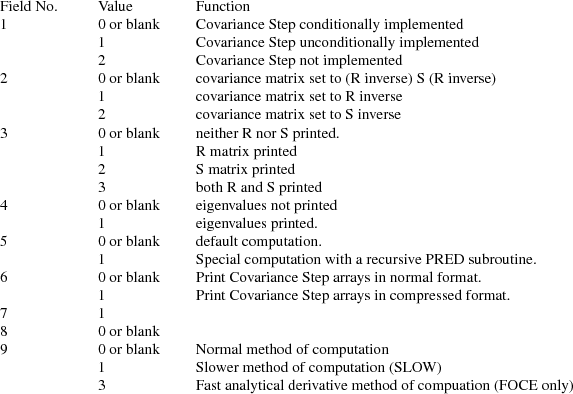 Field No. Value Function
1 0 or blank Covariance Step conditionally implemented
1 Covariance Step unconditionally implemented
2 Covariance Step not implemented
2 0 or blank covariance matrix set to (R inverse) S (R inverse)
1 covariance matrix set to R inverse
2 covariance matrix set to S inverse
3 0 or blank neither R nor S printed.
1 R matrix printed
2 S matrix printed
3 both R and S printed
4 0 or blank eigenvalues not printed
1 eigenvalues printed.
5 0 or blank default computation.
1 Special computation with a recursive PRED subroutine.
6 0 or blank Print Covariance Step arrays in normal format.
1 Print Covariance Step arrays in compressed format.
7 1
8 0 or blank
9 0 or blank Normal method of computation
1 Slower method of computation (SLOW)
3 Fast analytical derivative method of compuation (FOCE only)